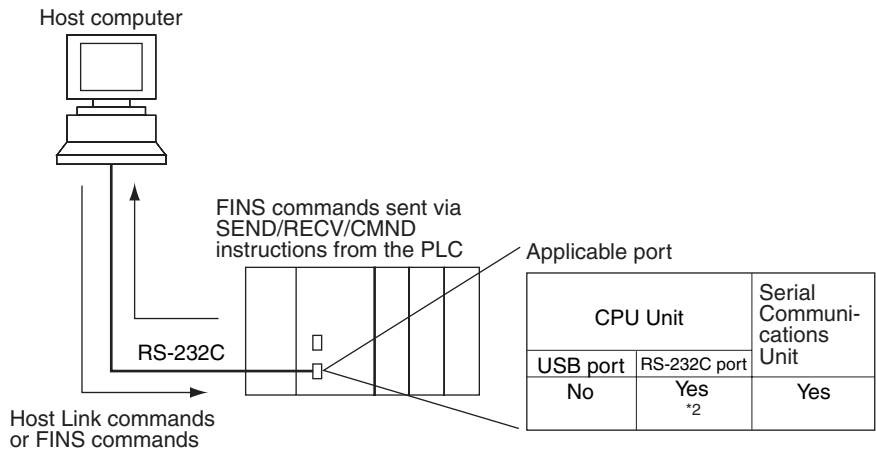 Host computer
FINS commands sent via
SEND/RECV/CMND
instructions from the PLC
Applicable port
RS-232C
Host Link commands
or FINS commands
CPU Unit
Serial
Communi-
cations
Unit
USB port
RS-232C port
No
Yes
*2
Yes